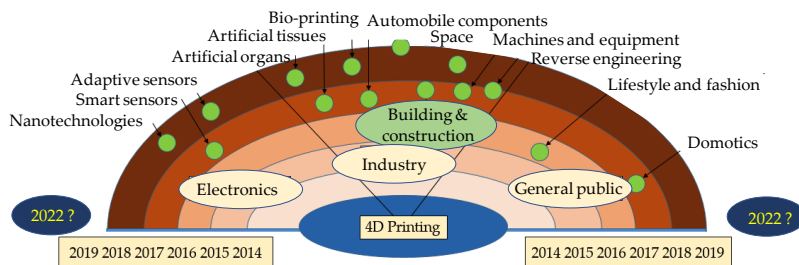 Bio-printing
Automobile components
Artificial tissues
Space
Machines and equipment
Artificial organs
Reverse engineering
Adaptive sensors
Lifestyle and fashion
Smart sensors
Nanotechnologies
Building &
construction
Domotics
Industry
Electronics
General public
2022 ?
2022 ?
4D Printing
2019 2018 2017 2016 2015 2014
2014 2015 2016 2017 2018 2019